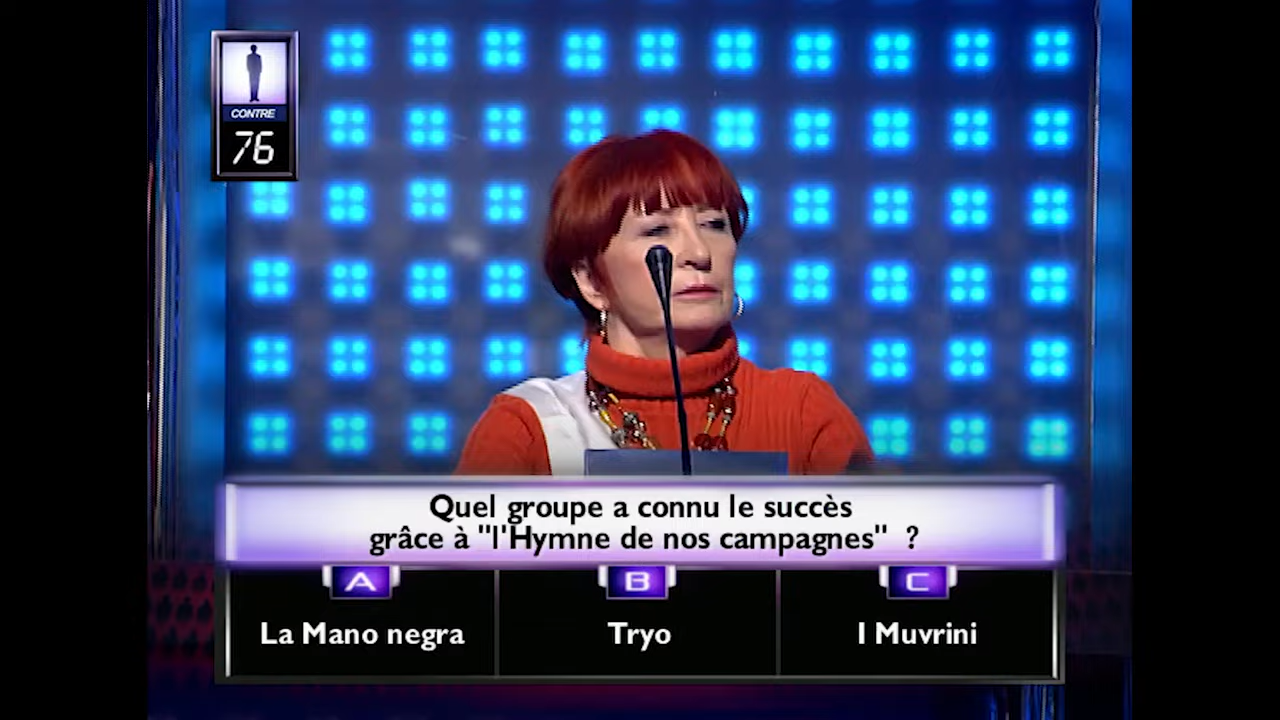 CONTRE
76
Quel groupe a connu le succès
grâce à "l'Hymne de nos campagnes" ?
A
B
C
La Mano negra
Tryo
I Muvrini